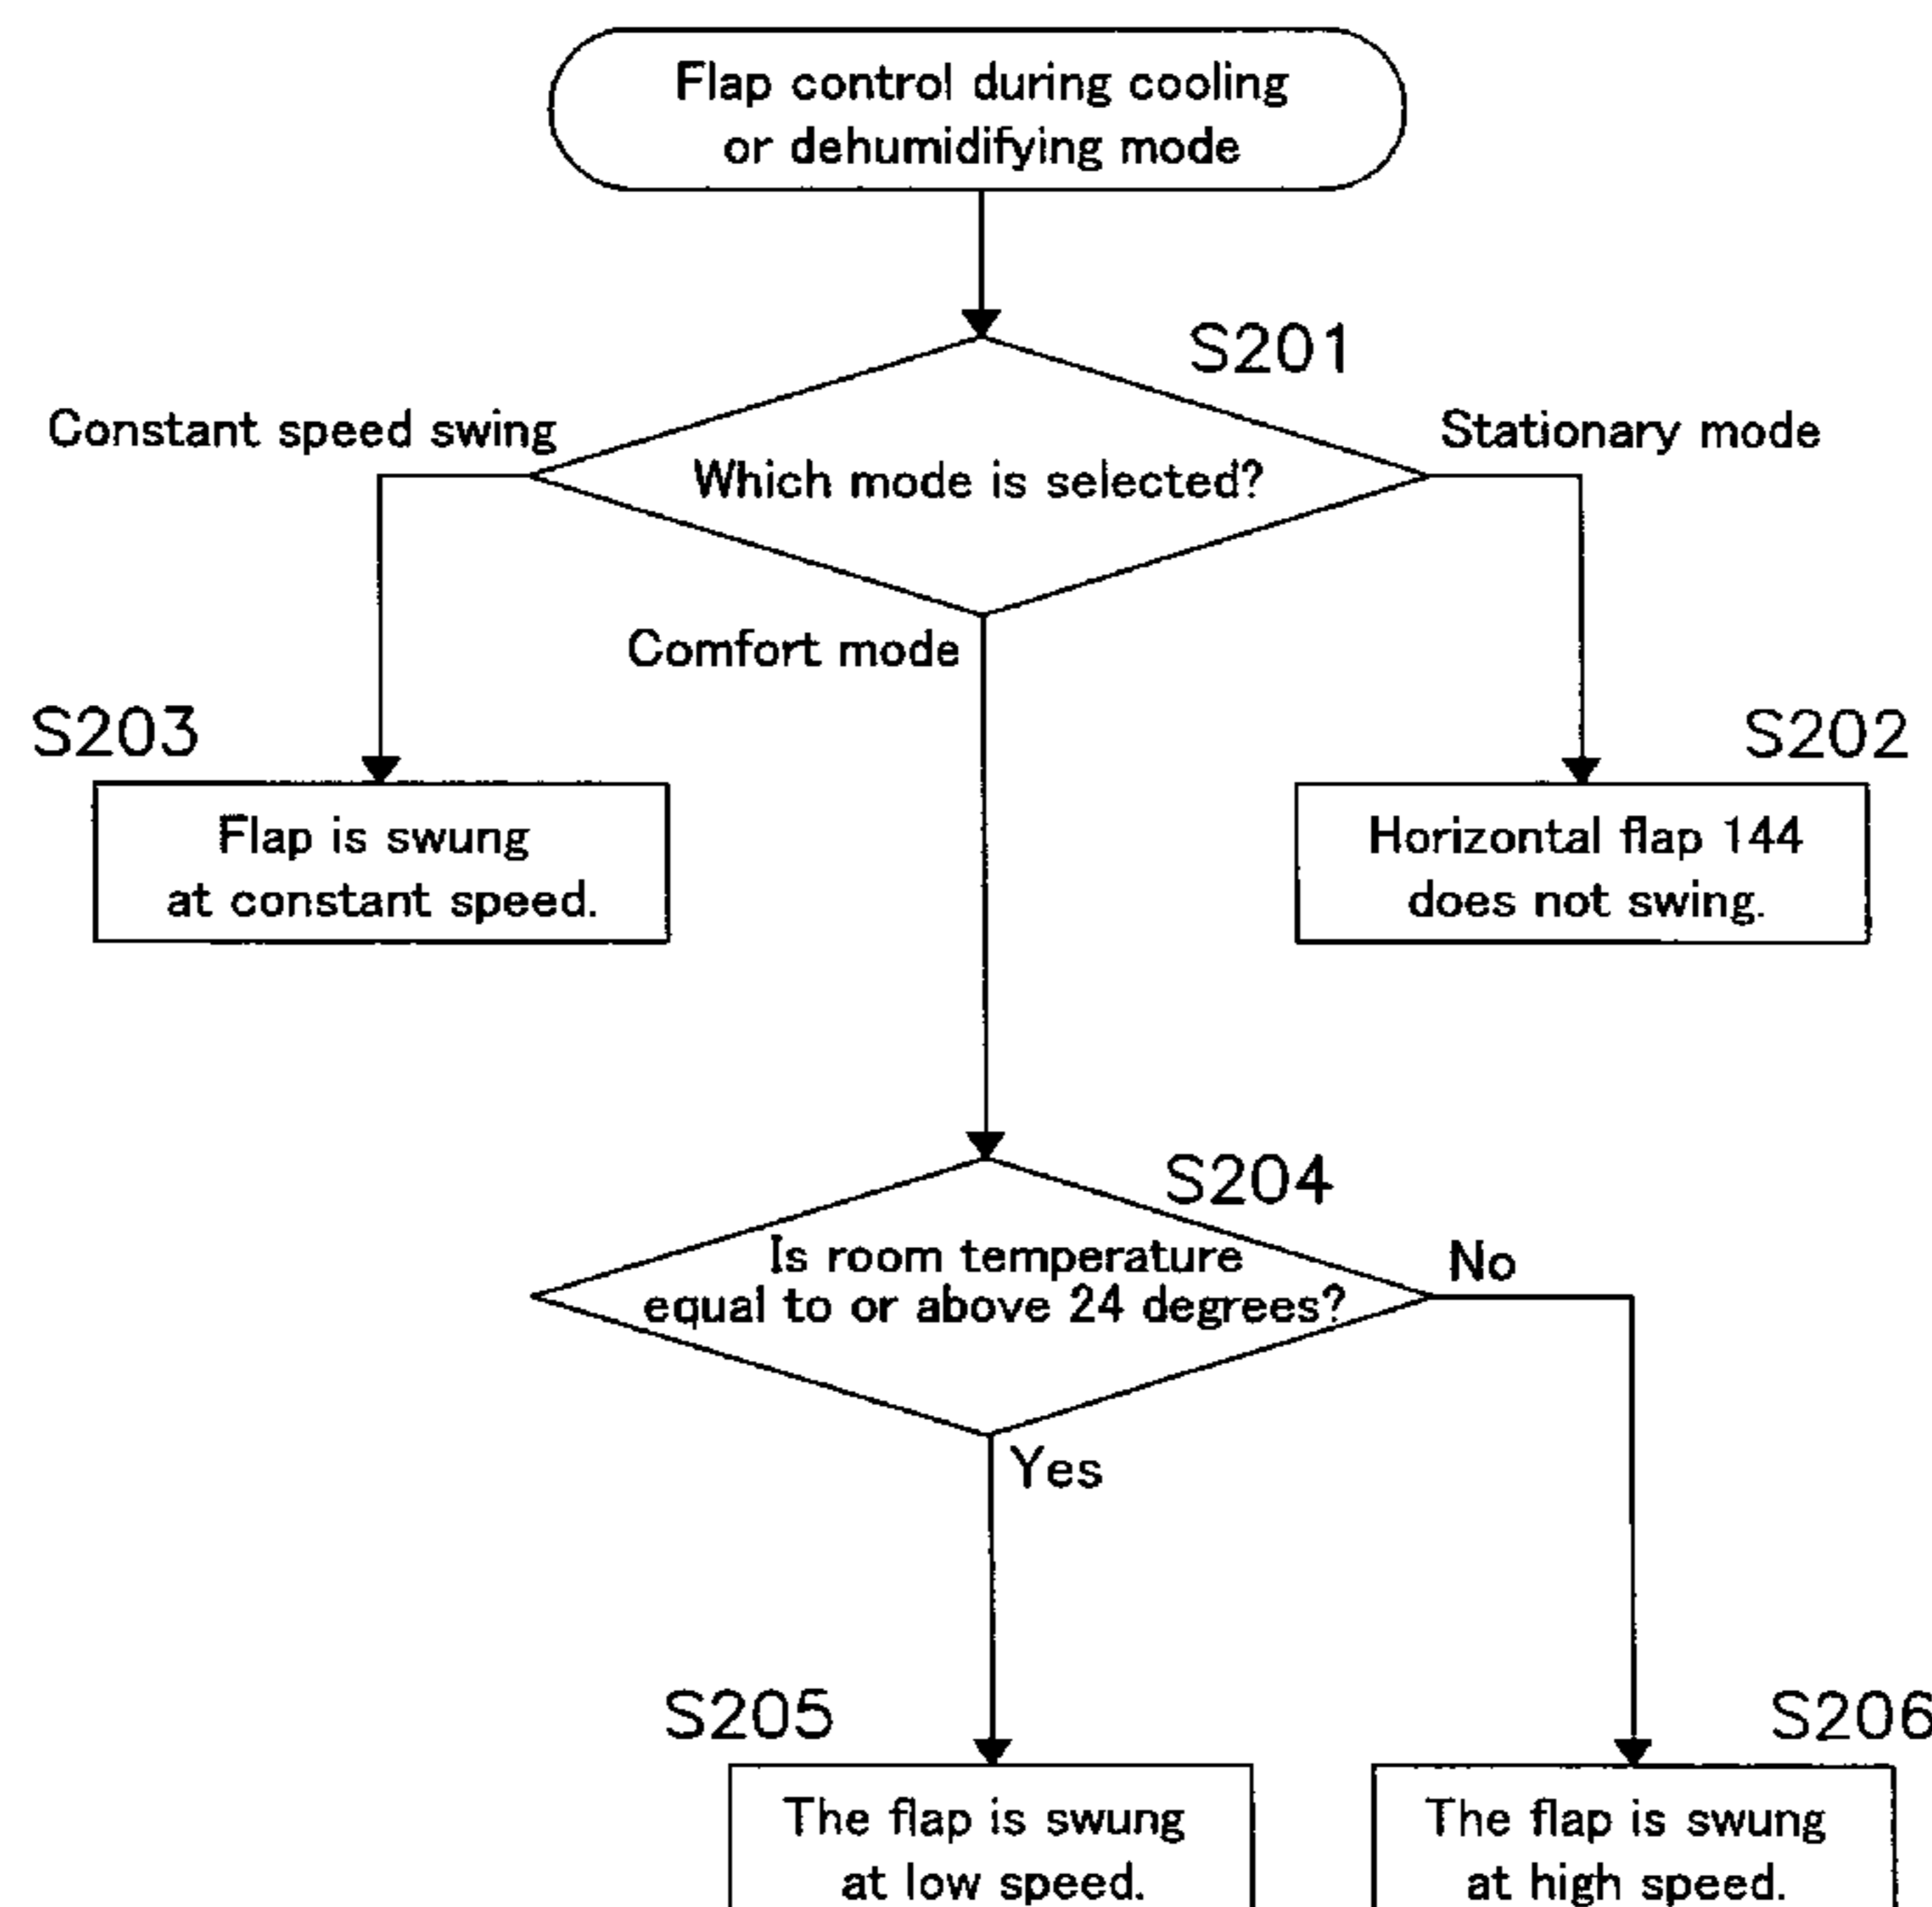 Flap control during cooling
or dehumidifying mode
S201
Constant speed swing
Stationary mode
Which mode is selected?
Comfort mode
S203
S202
Flap is swung
at constant speed.
Horizontal flap 144
does not swing.
S204
Is room temperature
equal to or above 24 degrees?
No
Yes
S205
S206
The flap is swung
at low speed.
The flap is swung
at high speed.